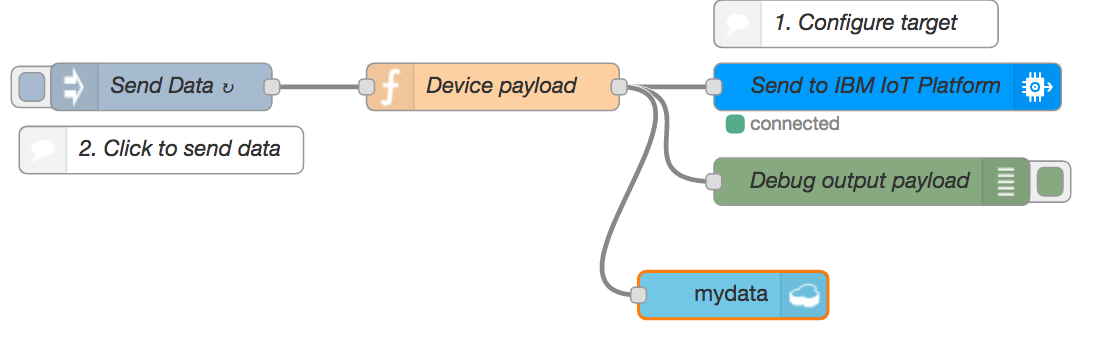 1. Configure target
Send Data ↻
Device payload
Send to IBM IoT Platform
connected
2. Click to send data
Debug output payload
mydata